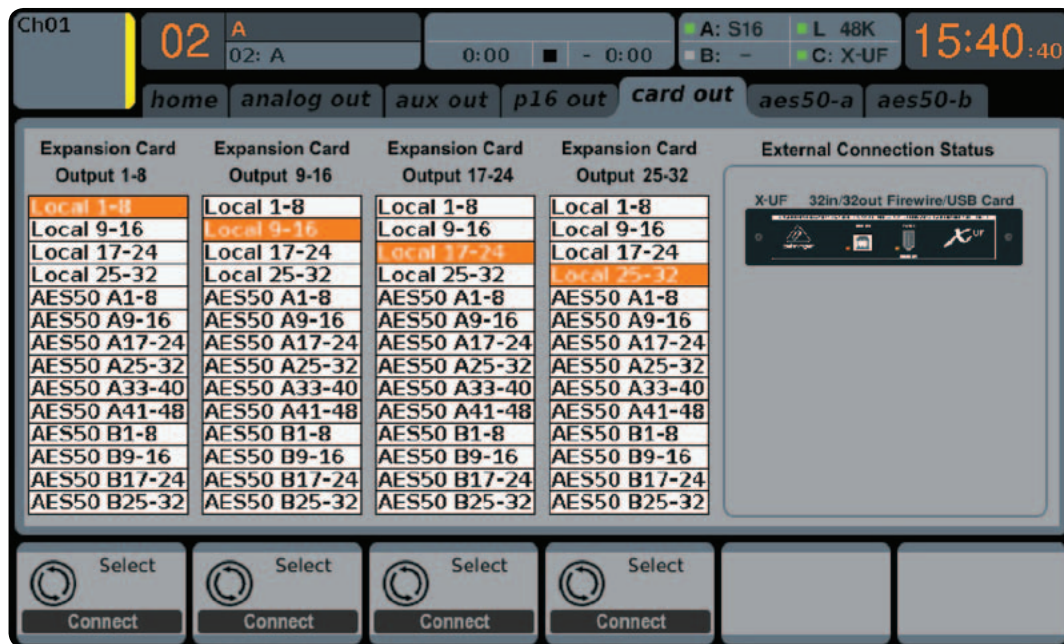 Ch01
02 A
02: A
0:00 - 0:00
A: S16 L 48K
B: - C: X-UF
15:40:40
home analog out aux out p16 out card out aes50-a aes50-b
Expansion Card Output 1-8
Local 1-8
Local 9-16
Local 17-24
Local 25-32
AES50 A1-8
AES50 A9-16
AES50 A17-24
AES50 A25-32
AES50 A33-40
AES50 A41-48
AES50 B1-8
AES50 B9-16
AES50 B17-24
AES50 B25-32
Expansion Card Output 9-16
Local 1-8
Local 9-16
Local 17-24
Local 25-32
AES50 A1-8
AES50 A9-16
AES50 A17-24
AES50 A25-32
AES50 A33-40
AES50 A41-48
AES50 B1-8
AES50 B9-16
AES50 B17-24
AES50 B25-32
Expansion Card Output 17-24
Local 1-8
Local 9-16
Local 17-24
Local 25-32
AES50 A1-8
AES50 A9-16
AES50 A17-24
AES50 A25-32
AES50 A33-40
AES50 A41-48
AES50 B1-8
AES50 B9-16
AES50 B17-24
AES50 B25-32
Expansion Card Output 25-32
Local 1-8
Local 9-16
Local 17-24
Local 25-32
AES50 A1-8
AES50 A9-16
AES50 A17-24
AES50 A25-32
AES50 A33-40
AES50 A41-48
AES50 B1-8
AES50 B9-16
AES50 B17-24
AES50 B25-32
External Connection Status
X-UF 32in/32out Firewire/USB Card
X UF
Select
Connect
Select
Connect
Select
Connect
Select
Connect